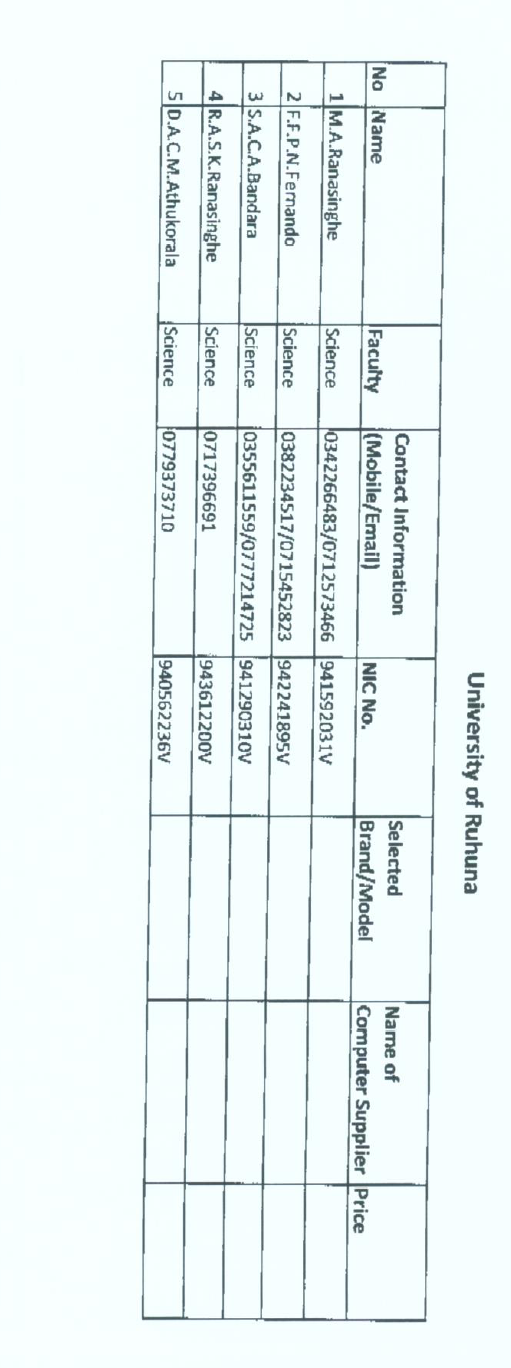 University of Ruhuna
No Name Faculty Contact Information (Mobile/Email) NIC No. Selected Brand/Model Name of Computer Supplier Price
1 M.A.Ranasinghe Science 0342266483/0712573466 941592031V
2 F.F.P.N.Fernando Science 0382234517/0715452823 942241895V
3 S.A.C.A.Bandara Science 0355611559/0777214725 941290310V
4 R.A.S.K.Ranasinghe Science 0717396691 943612200V
5 D.A.C.M.Athukorala Science 0779373710 940562236V